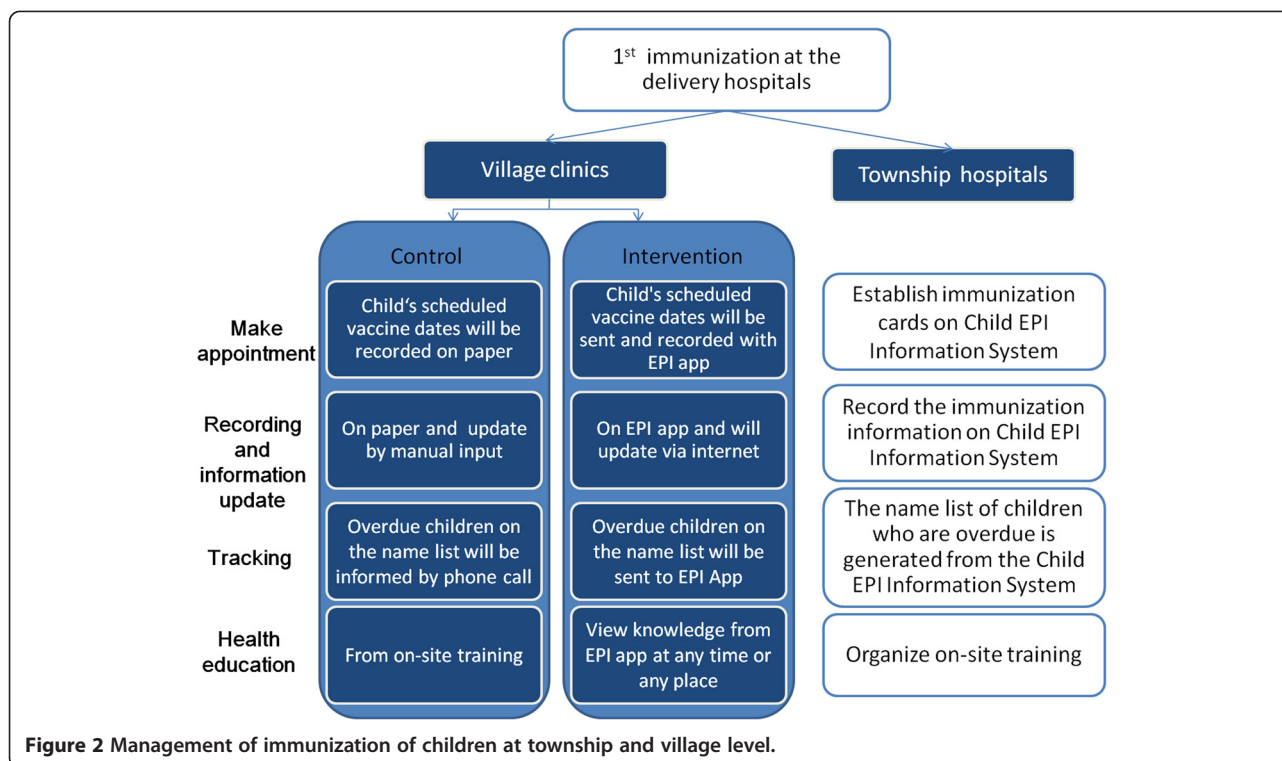 1st immunization at the
delivery hospitals
Village clinics
Township hospitals
Control
Intervention
Make
appointment
Child‘s scheduled
vaccine dates will be
recorded on paper
Child's scheduled
vaccine dates will be
sent and recorded with
EPI app
Establish immunization
cards on Child EPI
Information System
Recording
and
information
update
On paper and update
by manual input
On EPI app and will
update via internet
Record the immunization
information on Child EPI
Information System
Tracking
Overdue children on
the name list will be
informed by phone call
Overdue children on
the name list will be
sent to EPI App
The name list of children
who are overdue is
generated from the Child
EPI Information System
Health
education
From on-site training
View knowledge from
EPI app at any time or
any place
Organize on-site training
Figure 2 Management of immunization of children at township and village level.